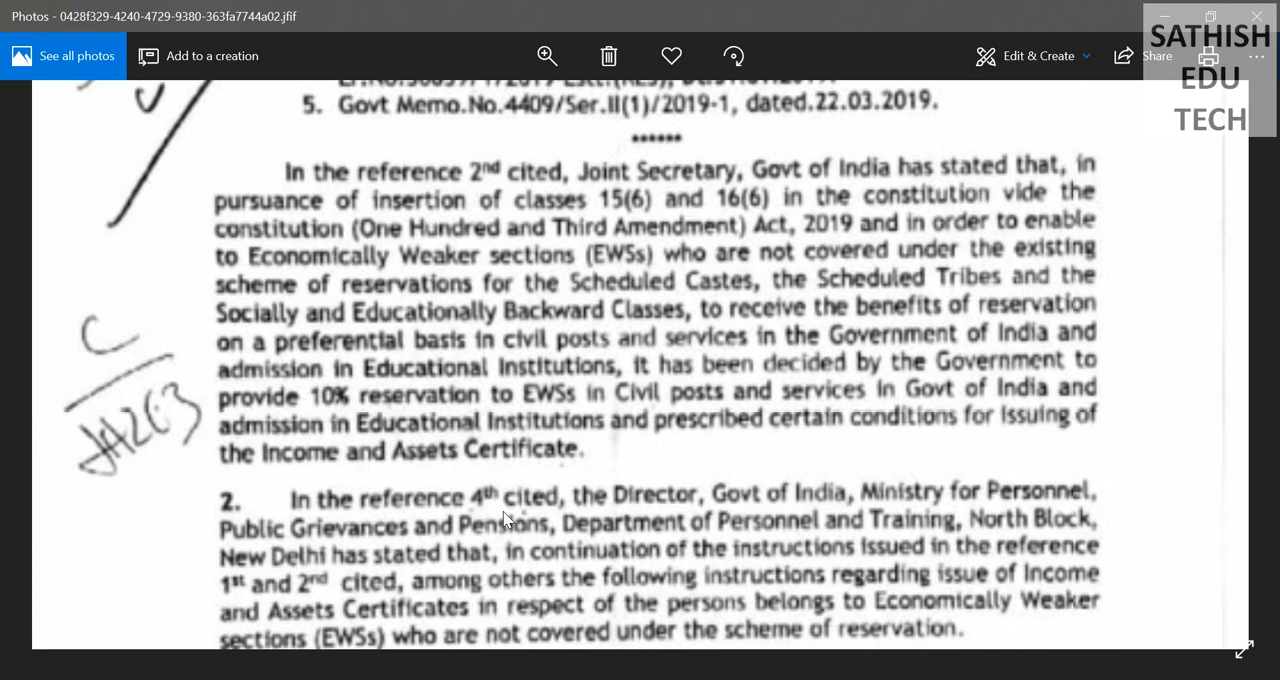 Photos - 0428f329-4240-4729-9380-363fa7744a02.jfif
See all photos
Add to a creation
Edit & Create
Share
SATHISH
EDU
TECH
5. Govt Memo.No.4409/Ser.II(1)/2019-1, dated.22.03.2019.
******
In the reference 2nd cited, Joint Secretary, Govt of India has stated that, in
pursuance of insertion of classes 15(6) and 16(6) in the constitution vide the
constitution (One Hundred and Third Amendment) Act, 2019 and in order to enable
to Economically Weaker sections (EWSs) who are not covered under the existing
scheme of reservations for the Scheduled Castes, the Scheduled Tribes and the
Socially and Educationally Backward Classes, to receive the benefits of reservation
on a preferential basis in civil posts and services in the Government of India and
admission in Educational Institutions, it has been decided by the Government to
provide 10% reservation to EWSs in Civil posts and services in Govt of India and
admission in Educational Institutions and prescribed certain conditions for issuing of
the Income and Assets Certificate.
2. In the reference 4th cited, the Director, Govt of India, Ministry for Personnel,
Public Grievances and Pensions, Department of Personnel and Training, North Block,
New Delhi has stated that, in continuation of the instructions issued in the reference
1st and 2nd cited, among others the following instructions regarding issue of Income
and Assets Certificates in respect of the persons belongs to Economically Weaker
sections (EWSs) who are not covered under the scheme of reservation.